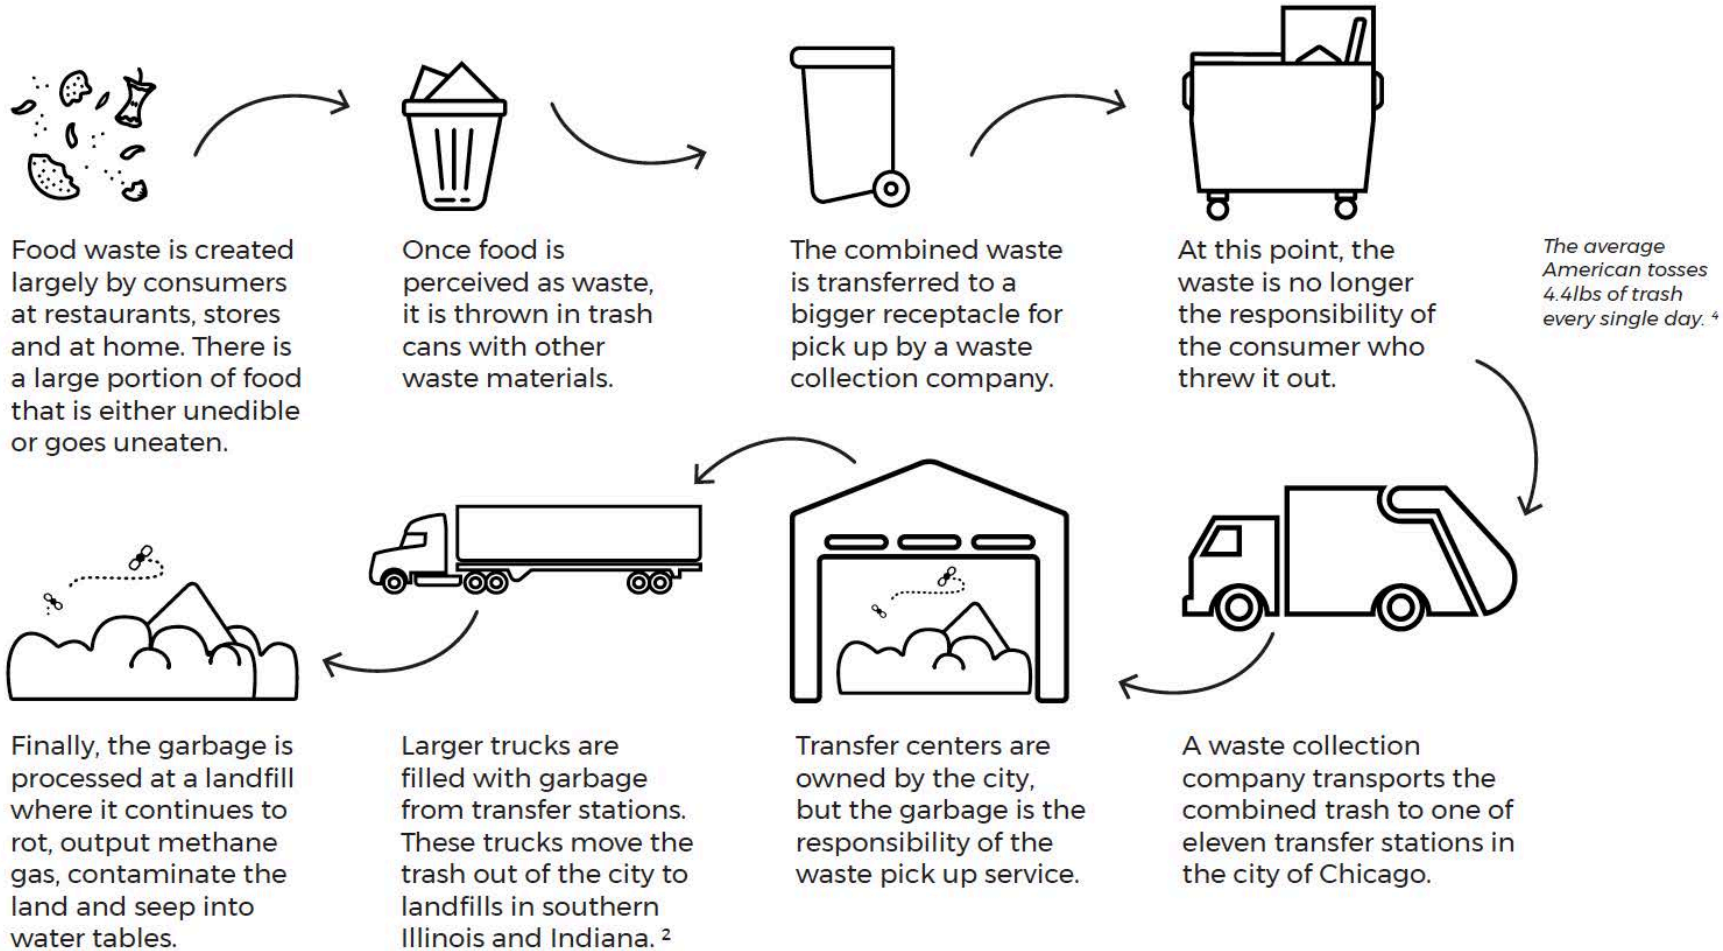 Food waste is created
largely by consumers
at restaurants, stores
and at home. There is
a large portion of food
that is either unedible
or goes uneaten.
Once food is
perceived as waste,
it is thrown in trash
cans with other
waste materials.
The combined waste
is transferred to a
bigger receptacle for
pick up by a waste
collection company.
At this point, the
waste is no longer
the responsibility of
the consumer who
threw it out.
The average
American tosses
4.4lbs of trash
every single day. ⁴
A waste collection
company transports the
combined trash to one of
eleven transfer stations in
the city of Chicago.
Transfer centers are
owned by the city,
but the garbage is the
responsibility of the
waste pick up service.
Larger trucks are
filled with garbage
from transfer stations.
These trucks move the
trash out of the city to
landfills in southern
Illinois and Indiana. ²
Finally, the garbage is
processed at a landfill
where it continues to
rot, output methane
gas, contaminate the
land and seep into
water tables.